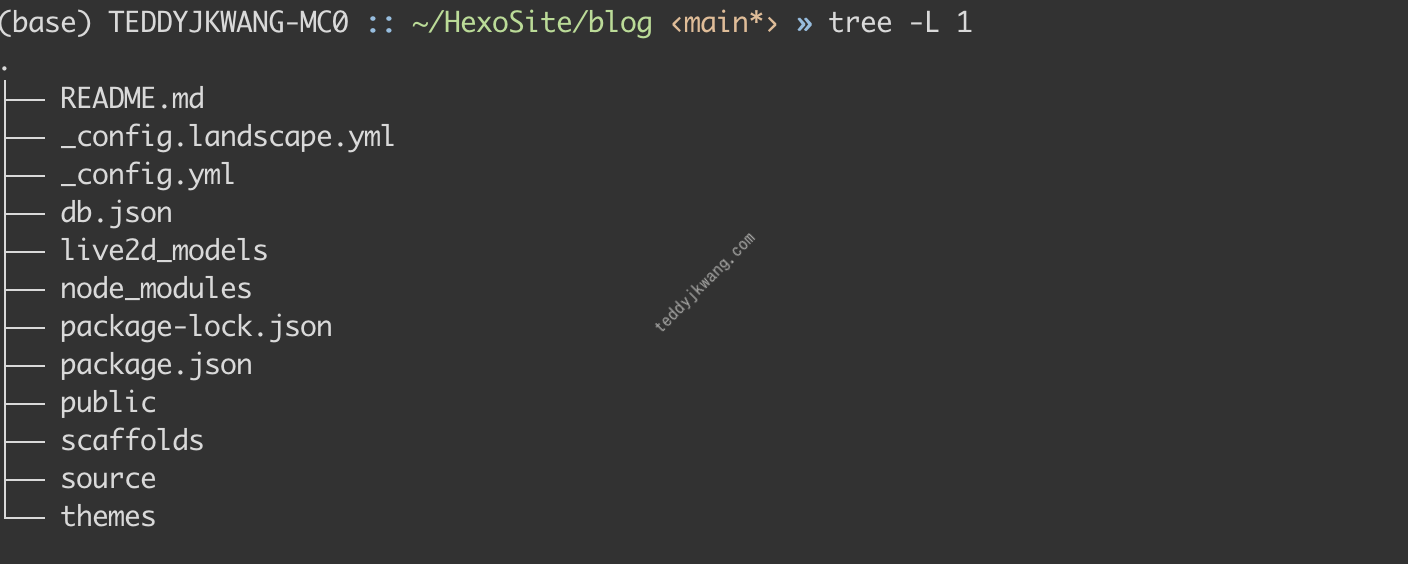 (base) TEDDYJKWANG-MC0 :: ~/HexoSite/blog ‹main*› » tree -L 1
.
├── README.md
├── _config.landscape.yml
├── _config.yml
├── db.json
├── live2d_models
├── node_modules
├── package-lock.json
├── package.json
├── public
├── scaffolds
├── source
└── themes
teddyjkwang.com